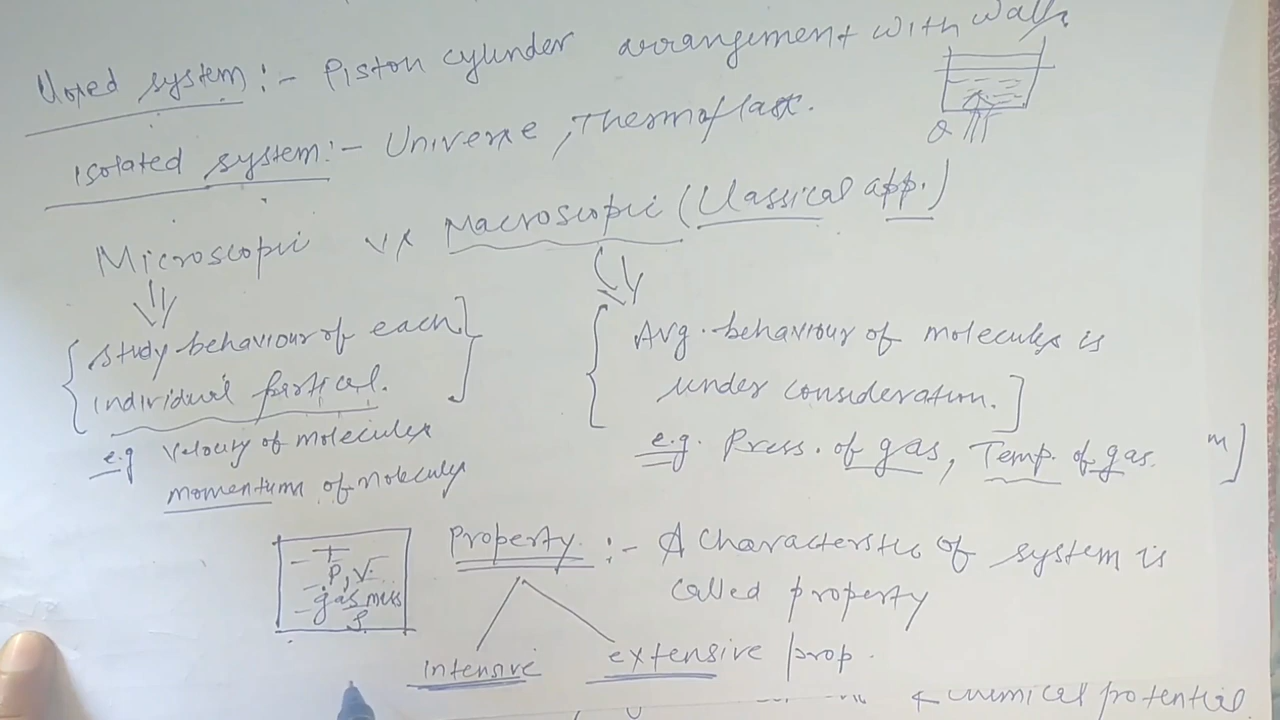 Closed system :- Piston cylinder arrangement with walls
Isolated system :- Universe, Thermoflask.
Q
Microscopic vs Macroscopic (Classical app.)
Study behaviour of each
individual partical.
e.g Velocity of molecules
momentum of molecules
Avg. behaviour of molecules is
under consideration.
e.g. Press. of gas, Temp. of gas.
m]
T
P, V
gas mass
ρ
Property :- A Characterstic of system is
called property
intensive extensive prop.
chemical potential